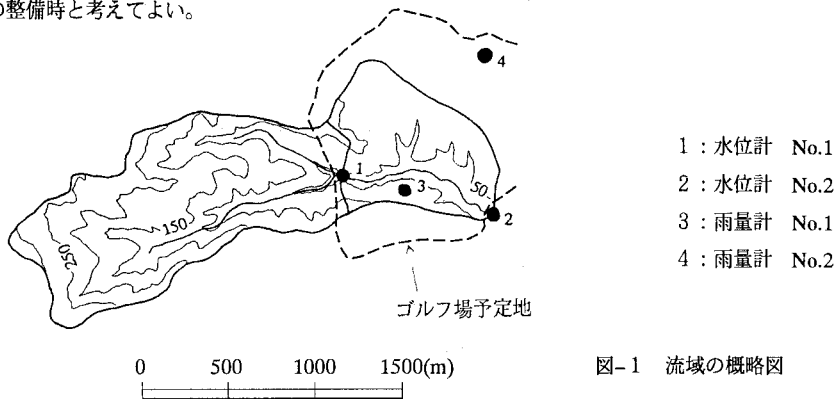 の整備時と考えてよい。
4
1
3
50
2
150
250
ゴルフ場予定地
0 500 1000 1500(m)
1：水位計 No.1
2：水位計 No.2
3：雨量計 No.1
4：雨量計 No.2
図-1 流域の概略図